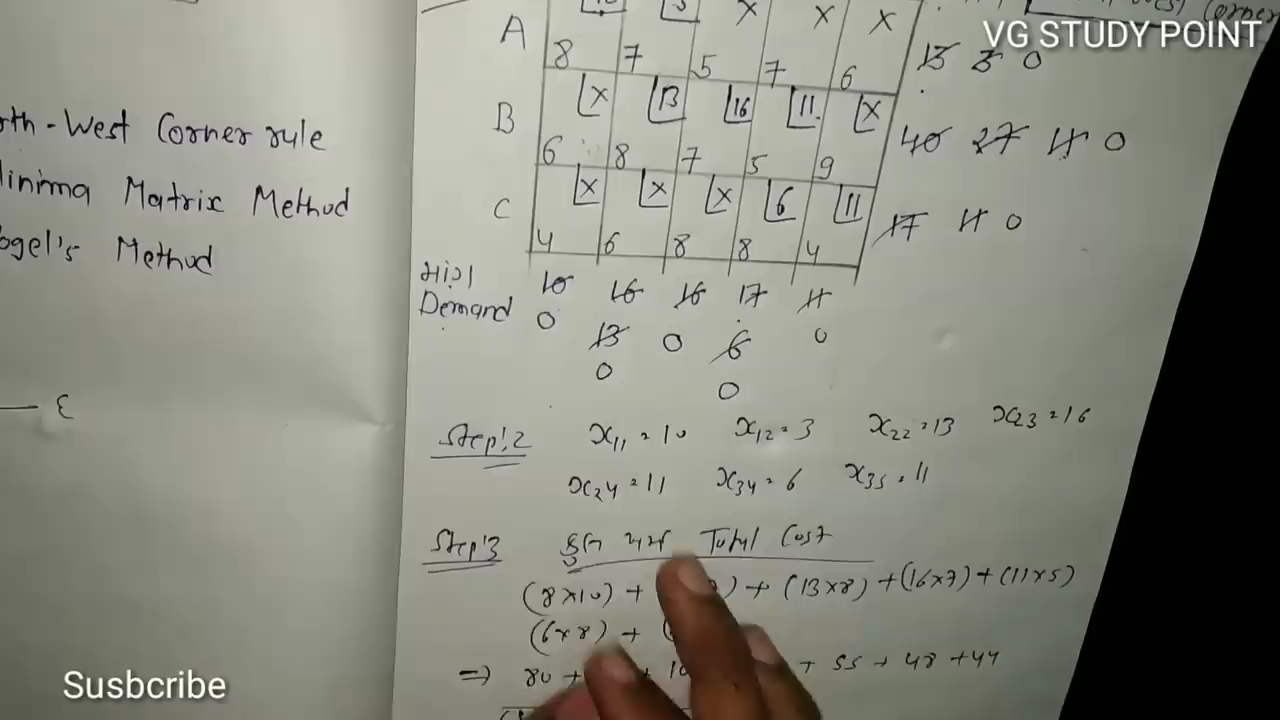 VG STUDY POINT
A
8 7 5 7 6
x x x
13 3 0
B
x 13 16 11 x
6 8 7 5 9
40 27 11 0
C
x x x 6 11
4 6 8 8 4
17 11 0
मांग
Demand
10 16 16 17 11
0 13 0 6 0
0 0
rth-West Corner rule
Minima Matrix Method
ogel's Method
Step:2 x11 = 10 x12 = 3 x22 = 13 x23 = 16
x24 = 11 x34 = 6 x35 = 11
Step:3 Total Cost
(8×10) + + (13×8) + (16×7) + (11×5)
(6×8) +
⇒ 80 + + 55 + 48 + 44
Susbcribe